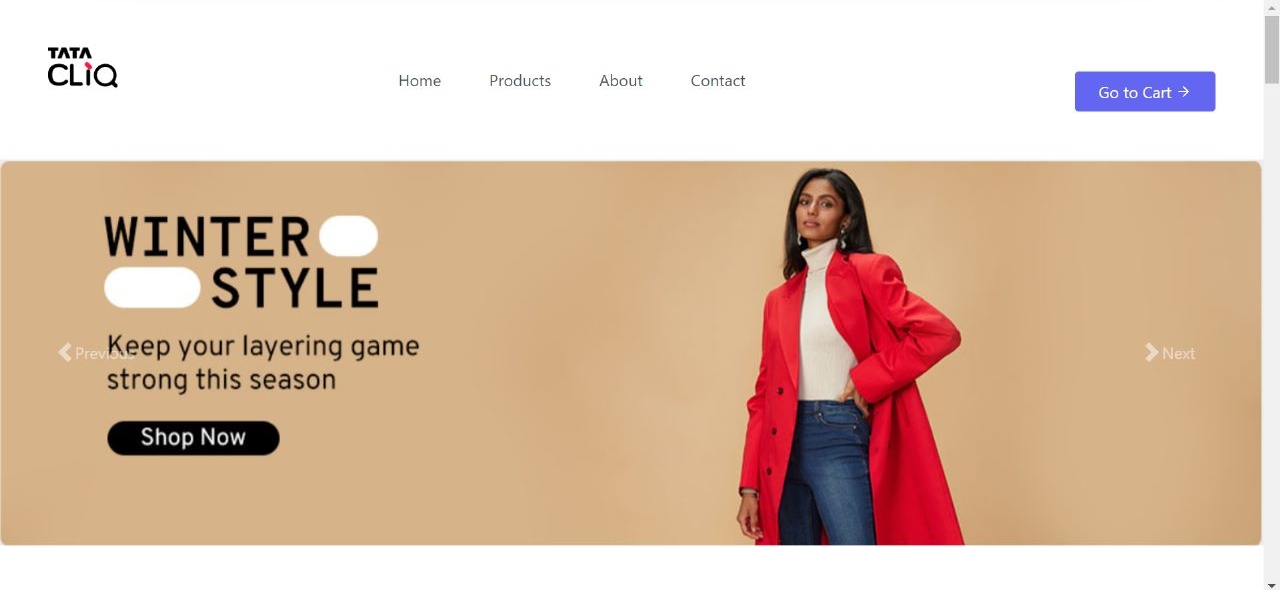 TATA
CLiQ
Home Products About Contact
Go to Cart →
WINTER
STYLE
Keep your layering game
strong this season
Previous
Next
Shop Now